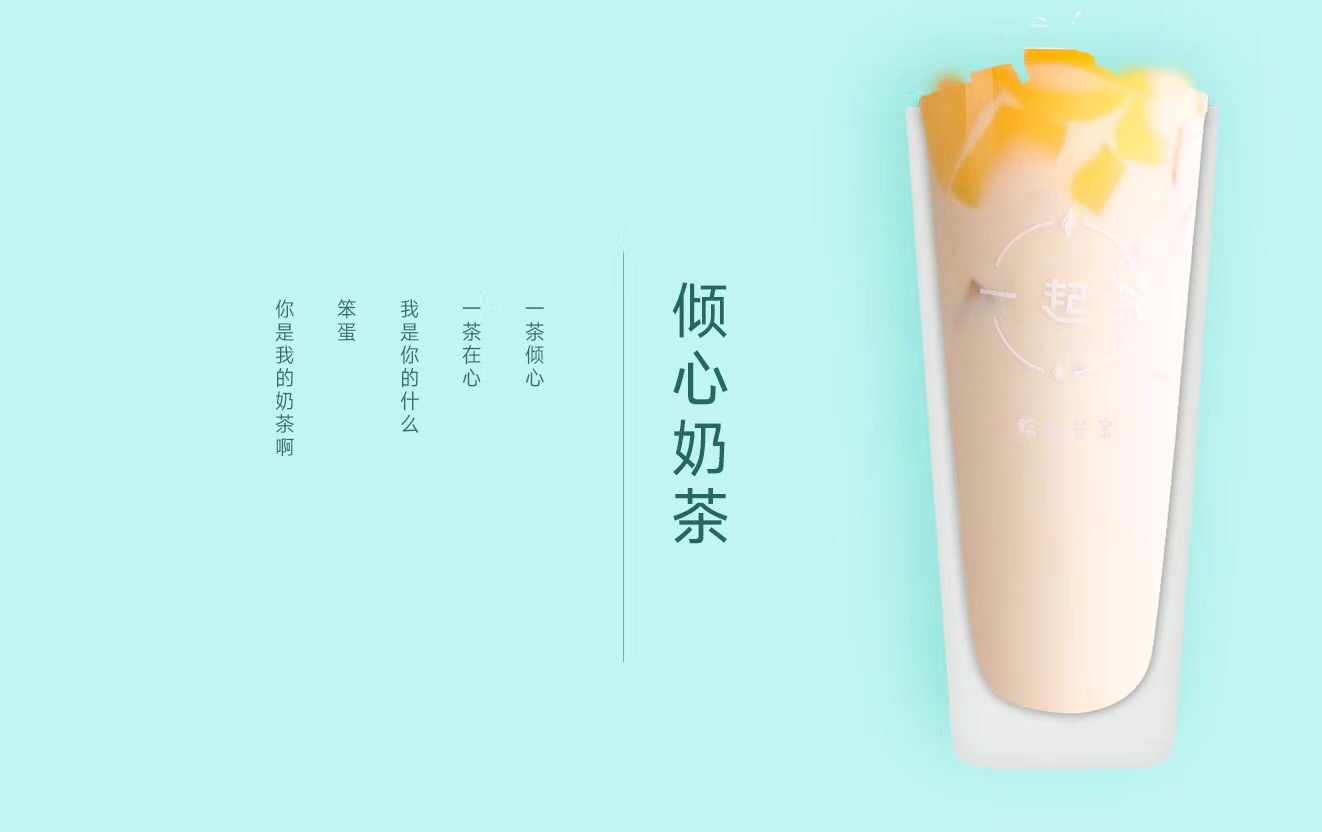 倾心奶茶
一茶倾心
一茶在心
我是你的什么
笨蛋
你是我的奶茶啊
一起茶